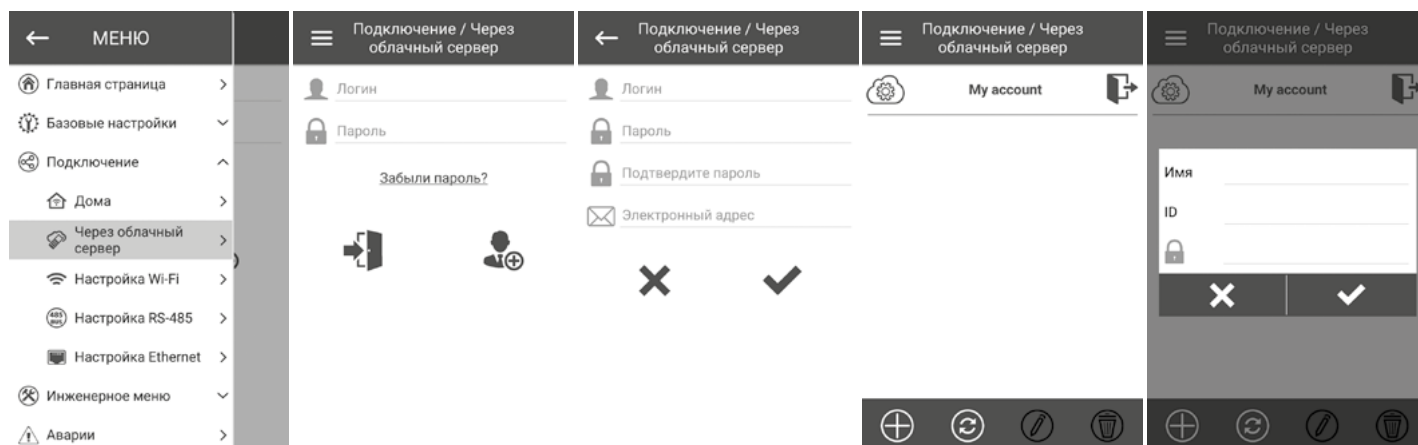 МЕНЮ
Главная страница
Базовые настройки
Подключение
Дома
Через облачный
сервер
Настройка Wi-Fi
485
BUS
Настройка RS-485
Настройка Ethernet
Инженерное меню
Аварии
Подключение / Через
облачный сервер
Логин
Пароль
Забыли пароль?
Подключение / Через
облачный сервер
Логин
Пароль
Подтвердите пароль
Электронный адрес
Подключение / Через
облачный сервер
My account
Подключение / Через
облачный сервер
My account
Имя
ID